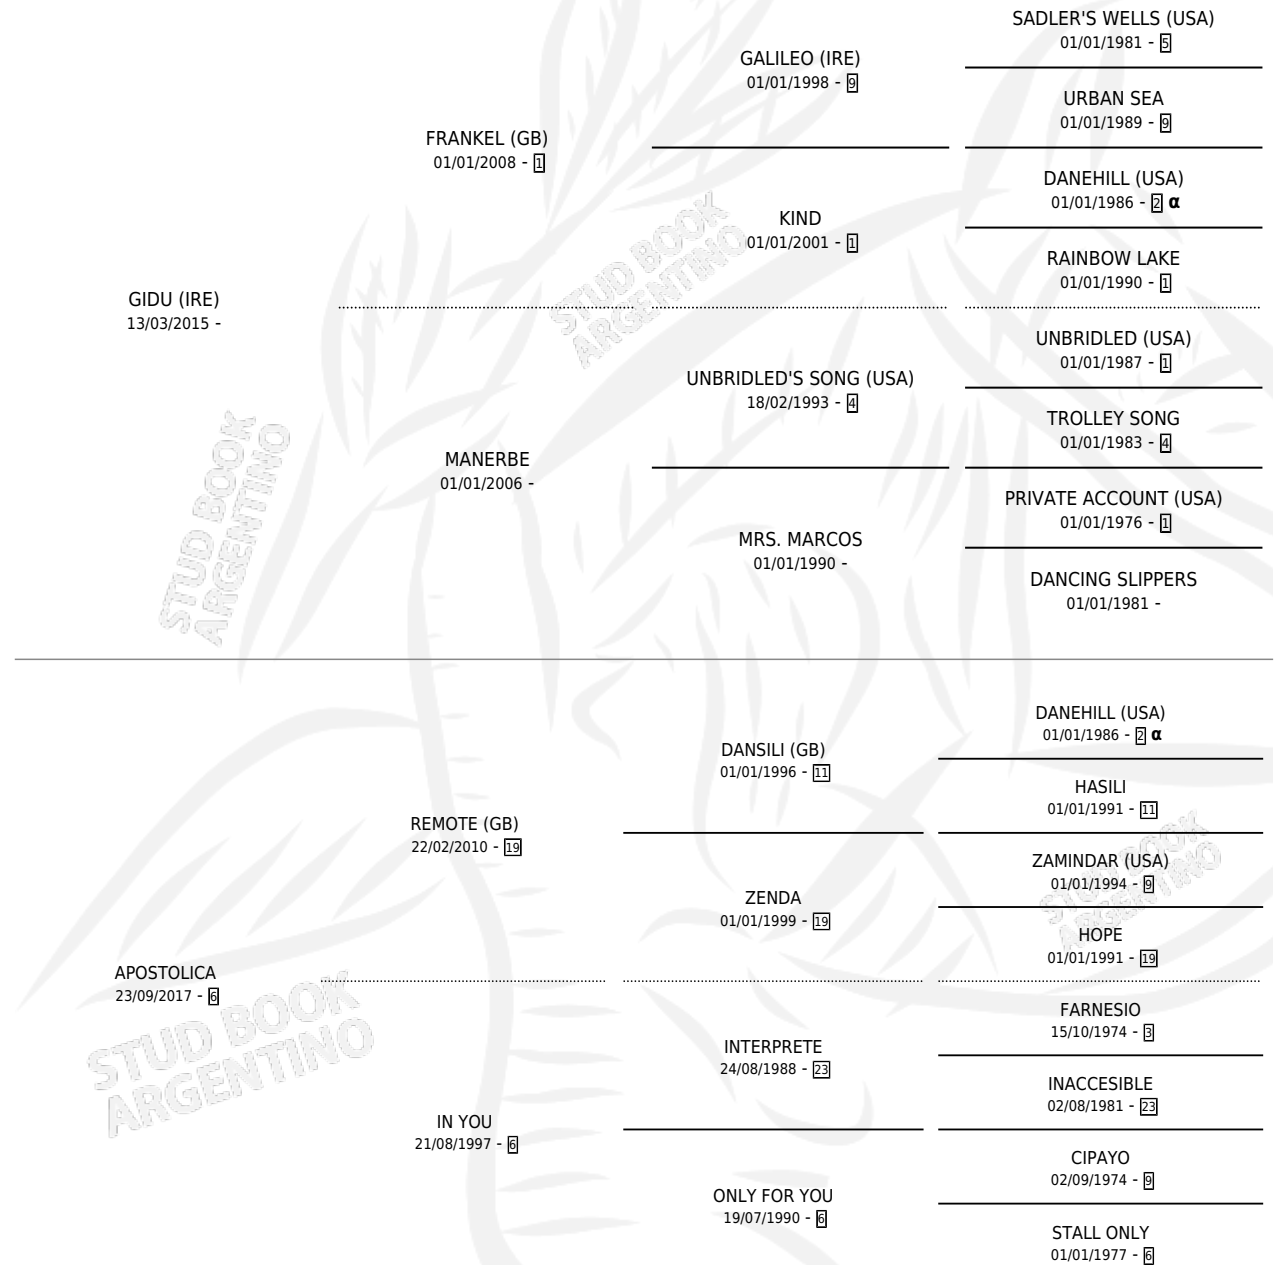 SADLER'S WELLS (USA)
01/01/1981 - 5
GALILEO (IRE)
01/01/1998 - 9
URBAN SEA
01/01/1989 - 9
FRANKEL (GB)
01/01/2008 - 1
DANEHILL (USA)
01/01/1986 - 2 α
KIND
01/01/2001 - 1
RAINBOW LAKE
01/01/1990 - 1
GIDU (IRE)
13/03/2015 -
UNBRIDLED (USA)
01/01/1987 - 1
UNBRIDLED'S SONG (USA)
18/02/1993 - 4
TROLLEY SONG
01/01/1983 - 4
MANERBE
01/01/2006 -
PRIVATE ACCOUNT (USA)
01/01/1976 - 1
MRS. MARCOS
01/01/1990 -
DANCING SLIPPERS
01/01/1981 -
STUD BOOK
ARGENTINO
STUD BOOK
ARGENTINO
DANEHILL (USA)
01/01/1986 - 2 α
DANSILI (GB)
01/01/1996 - 11
HASILI
01/01/1991 - 11
REMOTE (GB)
22/02/2010 - 19
ZAMINDAR (USA)
01/01/1994 - 9
ZENDA
01/01/1999 - 19
HOPE
01/01/1991 - 19
STUD BOOK
ARGENTINO
APOSTOLICA
23/09/2017 - 6
FARNESIO
15/10/1974 - 3
INTERPRETE
24/08/1988 - 23
INACCESIBLE
02/08/1981 - 23
IN YOU
21/08/1997 - 6
CIPAYO
02/09/1974 - 9
ONLY FOR YOU
19/07/1990 - 6
STALL ONLY
01/01/1977 - 6
STUD BOOK
ARGENTINO